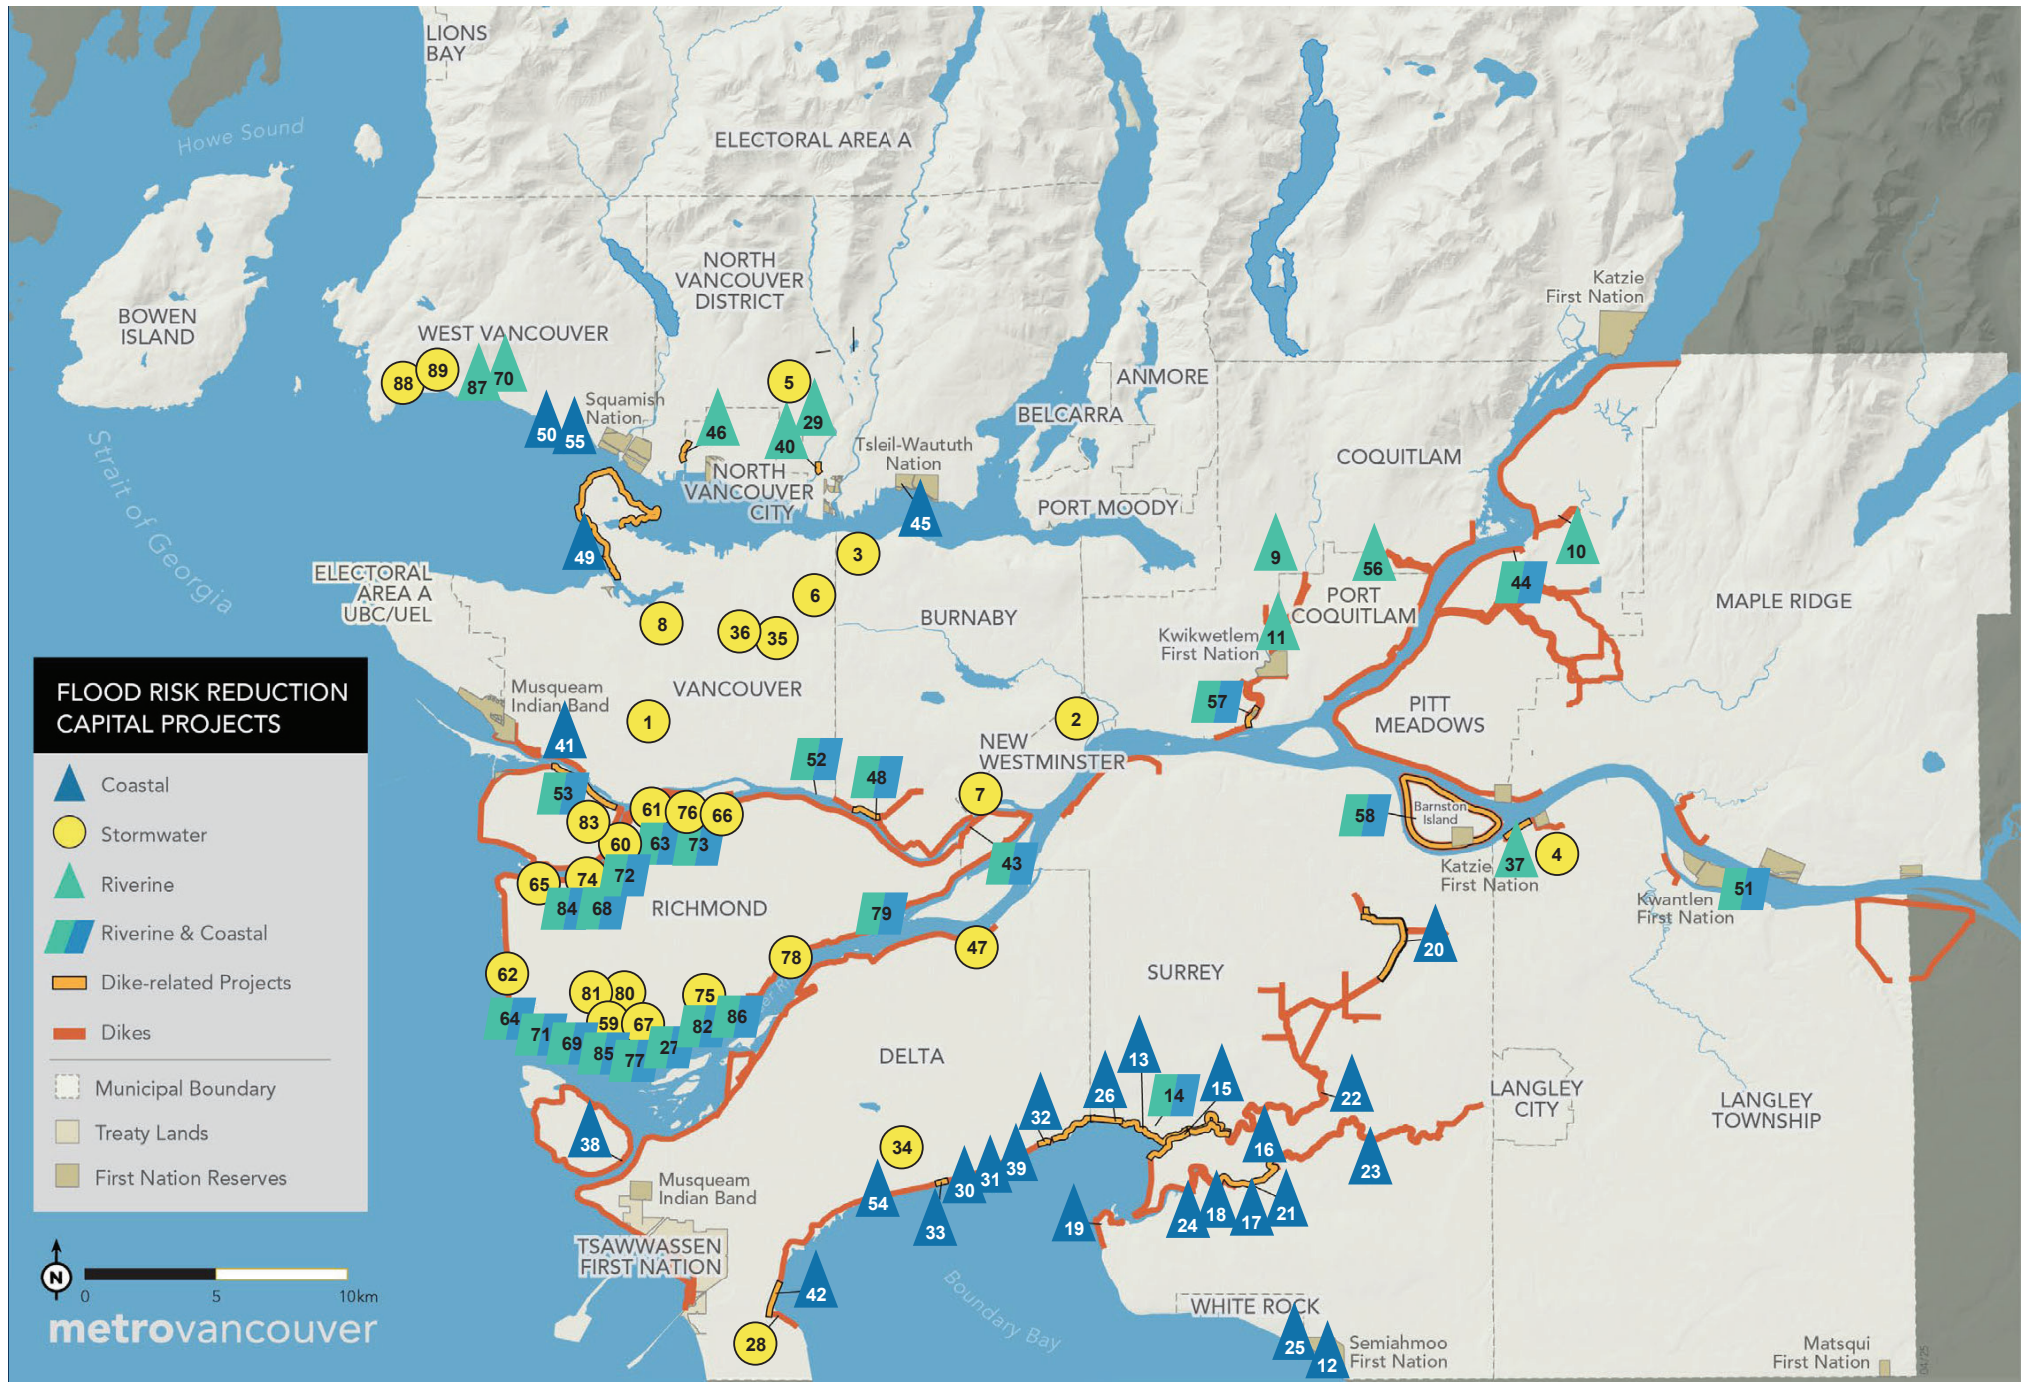 LIONS
BAY
Howe Sound
ELECTORAL AREA A
NORTH
VANCOUVER
DISTRICT
Katzie
First Nation
BOWEN
ISLAND
WEST VANCOUVER
88
89
87
70
5
ANMORE
50
55
Squamish
Nation
46
40
29
BELCARRA
Tsleil-Waututh
Nation
COQUITLAM
NORTH
VANCOUVER
CITY
45
PORT MOODY
Strait of Georgia
49
3
9
56
10
44
ELECTORAL
AREA A
UBC/UEL
6
8
36
35
BURNABY
PORT
COQUITLAM
MAPLE RIDGE
Kwikwetlem
First Nation
11
FLOOD RISK REDUCTION
CAPITAL PROJECTS
Coastal
Stormwater
Riverine
Riverine & Coastal
Dike-related Projects
Dikes
Municipal Boundary
Treaty Lands
First Nation Reserves
Musqueam
Indian Band
VANCOUVER
57
PITT
MEADOWS
1
2
41
NEW
WESTMINSTER
52
48
7
53
61
76
66
83
60
63
73
58
Barnston
Island
37
4
Katzie
First Nation
43
65
74
72
84
68
RICHMOND
79
51
Kwantlen
First Nation
78
47
20
SURREY
62
81
80
75
59
67
64
71
69
85
77
27
82
86
DELTA
13
26
14
15
22
LANGLEY
CITY
LANGLEY
TOWNSHIP
32
38
34
16
39
31
30
54
33
23
19
24
18
17
21
Musqueam
Indian Band
TSAWWASSEN
FIRST NATION
42
Boundary Bay
28
WHITE ROCK
25
12
Semiahmoo
First Nation
Matsqui
First Nation
N
0
5
10km
metrovancouver
04/25